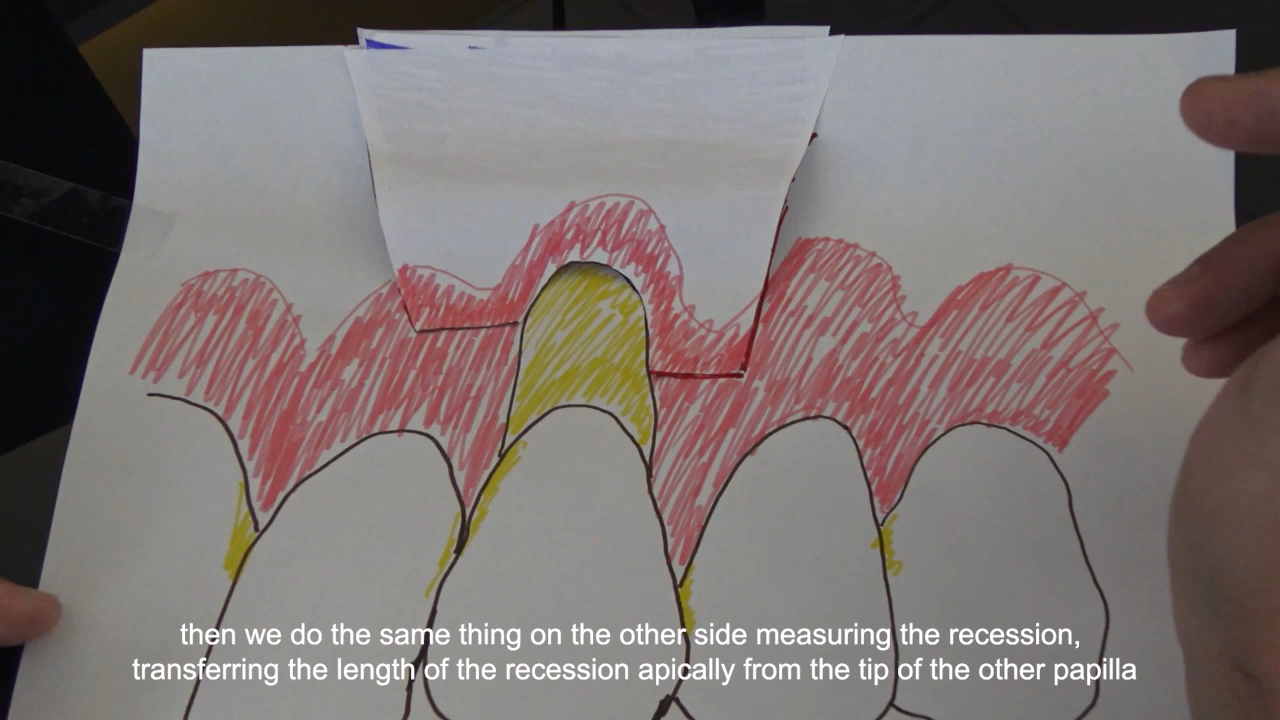 then we do the same thing on the other side measuring the recession,
transferring the length of the recession apically from the tip of the other papilla